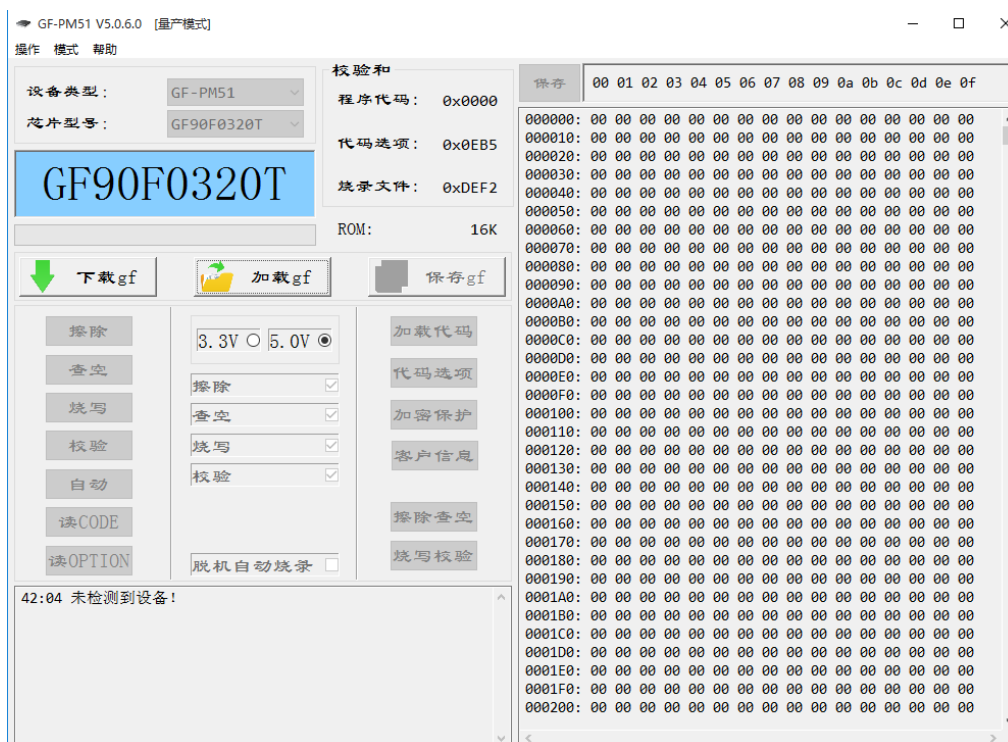 GF-PM51 V5.0.6.0 [量产模式]
操作 模式 帮助
设备类型: GF-PM51
芯片型号: GF90F0320T
GF90F0320T
校验和
程序代码: 0x0000
代码选项: 0x0EB5
烧录文件: 0xDEF2
ROM: 16K
下载gf 加载gf 保存gf
擦除
查空
烧写
校验
自动
读CODE
读OPTION
3.3V 5.0V
擦除
查空
烧写
校验
脱机自动烧录
加载代码
代码选项
加密保护
客户信息
擦除查空
烧写校验
42:04 未检测到设备!
保存 00 01 02 03 04 05 06 07 08 09 0a 0b 0c 0d 0e 0f
000000: 00 00 00 00 00 00 00 00 00 00 00 00 00 00 00 00
000010: 00 00 00 00 00 00 00 00 00 00 00 00 00 00 00 00
000020: 00 00 00 00 00 00 00 00 00 00 00 00 00 00 00 00
000030: 00 00 00 00 00 00 00 00 00 00 00 00 00 00 00 00
000040: 00 00 00 00 00 00 00 00 00 00 00 00 00 00 00 00
000050: 00 00 00 00 00 00 00 00 00 00 00 00 00 00 00 00
000060: 00 00 00 00 00 00 00 00 00 00 00 00 00 00 00 00
000070: 00 00 00 00 00 00 00 00 00 00 00 00 00 00 00 00
000080: 00 00 00 00 00 00 00 00 00 00 00 00 00 00 00 00
000090: 00 00 00 00 00 00 00 00 00 00 00 00 00 00 00 00
0000A0: 00 00 00 00 00 00 00 00 00 00 00 00 00 00 00 00
0000B0: 00 00 00 00 00 00 00 00 00 00 00 00 00 00 00 00
0000C0: 00 00 00 00 00 00 00 00 00 00 00 00 00 00 00 00
0000D0: 00 00 00 00 00 00 00 00 00 00 00 00 00 00 00 00
0000E0: 00 00 00 00 00 00 00 00 00 00 00 00 00 00 00 00
0000F0: 00 00 00 00 00 00 00 00 00 00 00 00 00 00 00 00
000100: 00 00 00 00 00 00 00 00 00 00 00 00 00 00 00 00
000110: 00 00 00 00 00 00 00 00 00 00 00 00 00 00 00 00
000120: 00 00 00 00 00 00 00 00 00 00 00 00 00 00 00 00
000130: 00 00 00 00 00 00 00 00 00 00 00 00 00 00 00 00
000140: 00 00 00 00 00 00 00 00 00 00 00 00 00 00 00 00
000150: 00 00 00 00 00 00 00 00 00 00 00 00 00 00 00 00
000160: 00 00 00 00 00 00 00 00 00 00 00 00 00 00 00 00
000170: 00 00 00 00 00 00 00 00 00 00 00 00 00 00 00 00
000180: 00 00 00 00 00 00 00 00 00 00 00 00 00 00 00 00
000190: 00 00 00 00 00 00 00 00 00 00 00 00 00 00 00 00
0001A0: 00 00 00 00 00 00 00 00 00 00 00 00 00 00 00 00
0001B0: 00 00 00 00 00 00 00 00 00 00 00 00 00 00 00 00
0001C0: 00 00 00 00 00 00 00 00 00 00 00 00 00 00 00 00
0001D0: 00 00 00 00 00 00 00 00 00 00 00 00 00 00 00 00
0001E0: 00 00 00 00 00 00 00 00 00 00 00 00 00 00 00 00
0001F0: 00 00 00 00 00 00 00 00 00 00 00 00 00 00 00 00
000200: 00 00 00 00 00 00 00 00 00 00 00 00 00 00 00 00